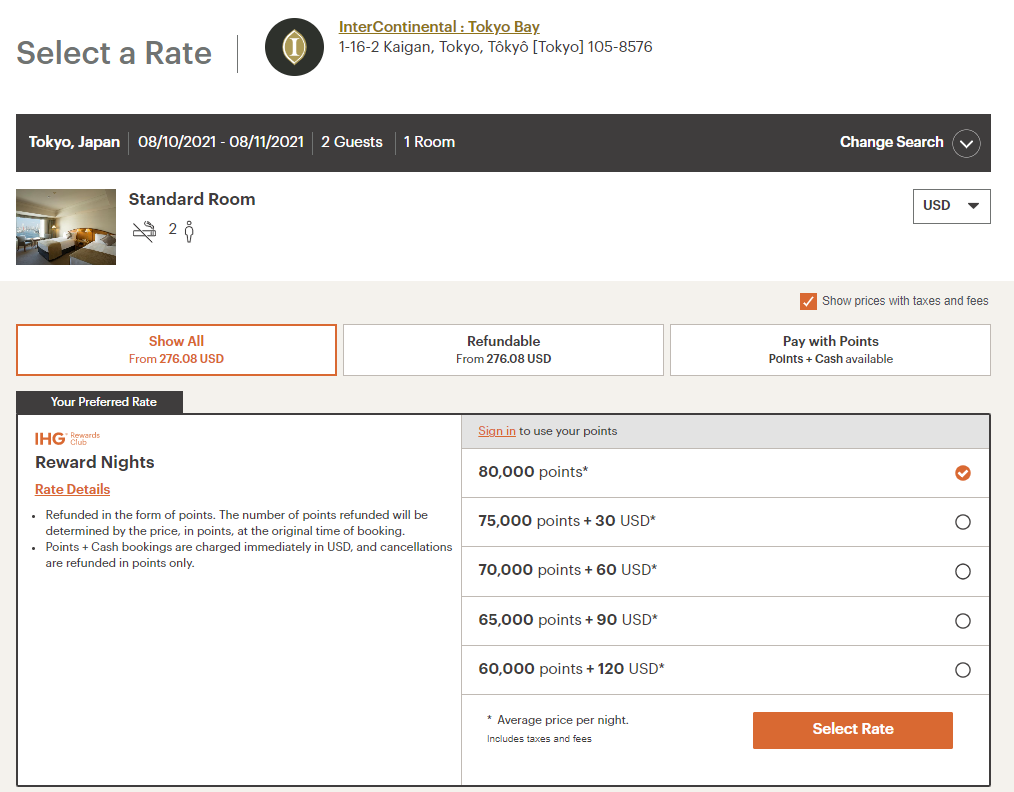 Select a Rate
InterContinental : Tokyo Bay
1-16-2 Kaigan, Tokyo, Tôkyô [Tokyo] 105-8576
Tokyo, Japan 08/10/2021 - 08/11/2021 2 Guests 1 Room Change Search
Standard Room
2
USD
Show prices with taxes and fees
Show All
From 276.08 USD
Refundable
From 276.08 USD
Pay with Points
Points + Cash available
Your Preferred Rate
IHG® Rewards Club
Reward Nights
Rate Details
• Refunded in the form of points. The number of points refunded will be
determined by the price, in points, at the original time of booking.
• Points + Cash bookings are charged immediately in USD, and cancellations
are refunded in points only.
Sign in to use your points
80,000 points*
75,000 points + 30 USD*
70,000 points + 60 USD*
65,000 points + 90 USD*
60,000 points + 120 USD*
* Average price per night.
Includes taxes and fees
Select Rate